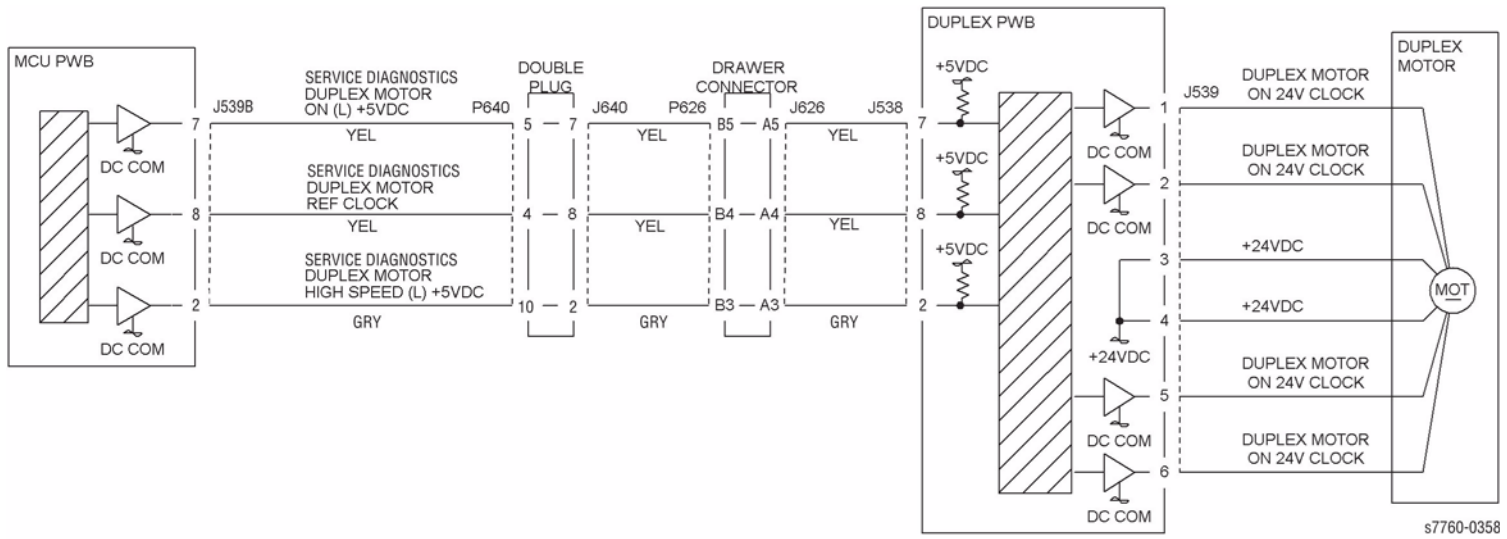 DUPLEX PWB
DUPLEX
MOTOR
MCU PWB
J539B
SERVICE DIAGNOSTICS
DUPLEX MOTOR
ON (L) +5VDC
P640
DOUBLE
PLUG
J640
P626
DRAWER
CONNECTOR
J626
J538
+5VDC
DUPLEX MOTOR
ON 24V CLOCK
J539
7
YEL
5 – 7
YEL
B5 – A5
YEL
7
1
DC COM
DC COM
SERVICE DIAGNOSTICS
DUPLEX MOTOR
REF CLOCK
+5VDC
DUPLEX MOTOR
ON 24V CLOCK
2
8
YEL
4 – 8
YEL
B4 – A4
YEL
8
DC COM
DC COM
SERVICE DIAGNOSTICS
DUPLEX MOTOR
HIGH SPEED (L) +5VDC
+5VDC
+24VDC
3
MOT
2
GRY
10 – 2
GRY
B3 – A3
GRY
2
+24VDC
4
DC COM
+24VDC
DUPLEX MOTOR
ON 24V CLOCK
5
DC COM
DUPLEX MOTOR
ON 24V CLOCK
6
DC COM
s7760-0358